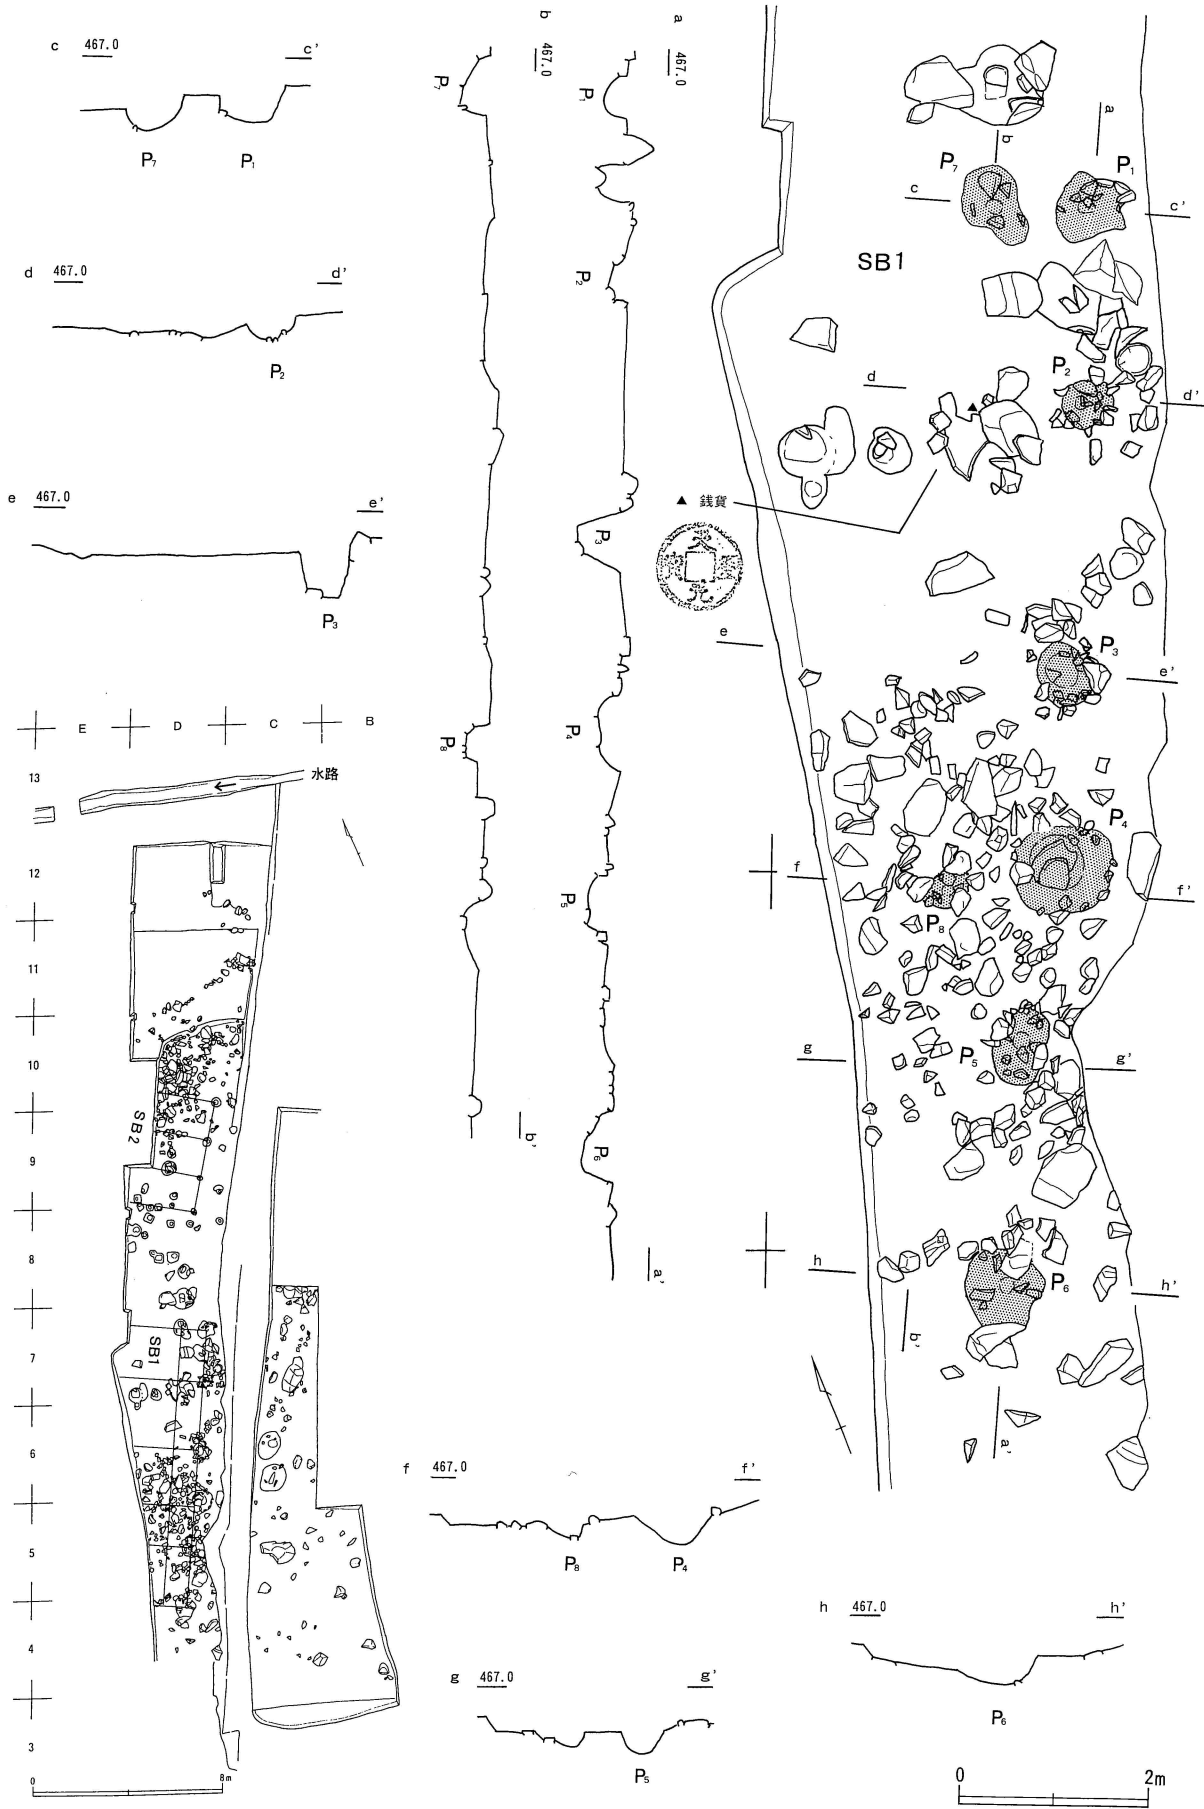 c 467.0 c'
P₇ P₁
d 467.0 d'
P₂
e 467.0 e'
P₃
b 467.0
P₇
P₈
b'
a 467.0
P₁
P₂
P₃
P₄
P₅
P₆
a'
a
b
P₇ P₁
c c'
SB1
P₂
d d'
▲ 銭貨
元
e e'
P₃
P₄
f f'
P₈
g g'
P₅
h h'
P₆
b'
a'
0 2m
E D C B
13
水路
12
11
10
SB2
9
8
7
SB1
6
5
4
3
0 8m
f 467.0 f'
P₈ P₄
g 467.0 g'
P₅
h 467.0 h'
P₆